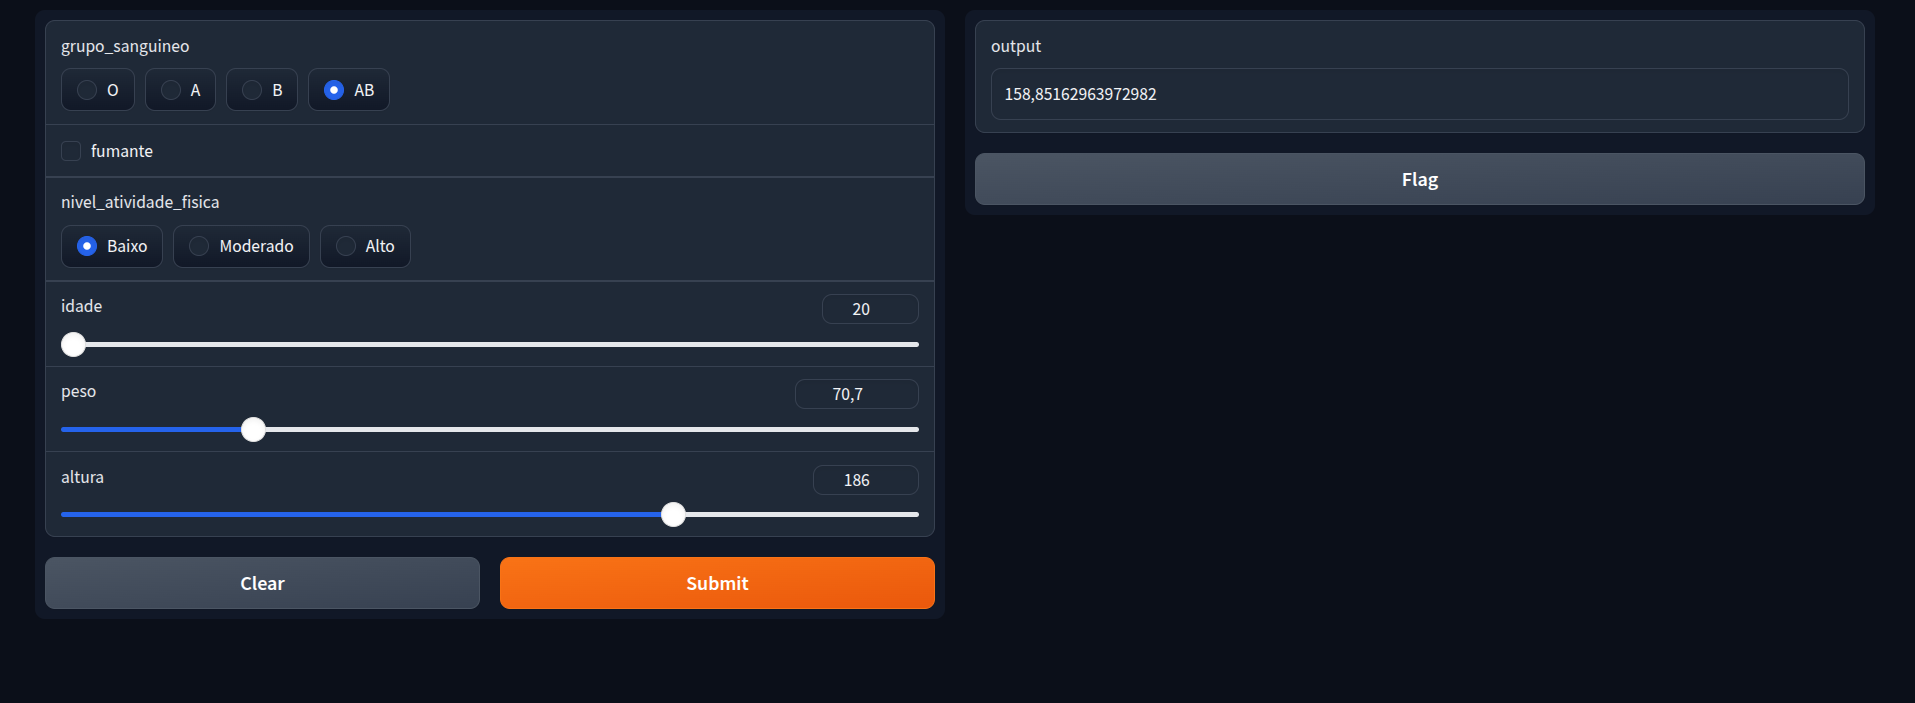 grupo_sanguineo
O A B AB
fumante
nivel_atividade_fisica
Baixo Moderado Alto
idade 20
peso 70,7
altura 186
Clear Submit
output
158,85162963972982
Flag